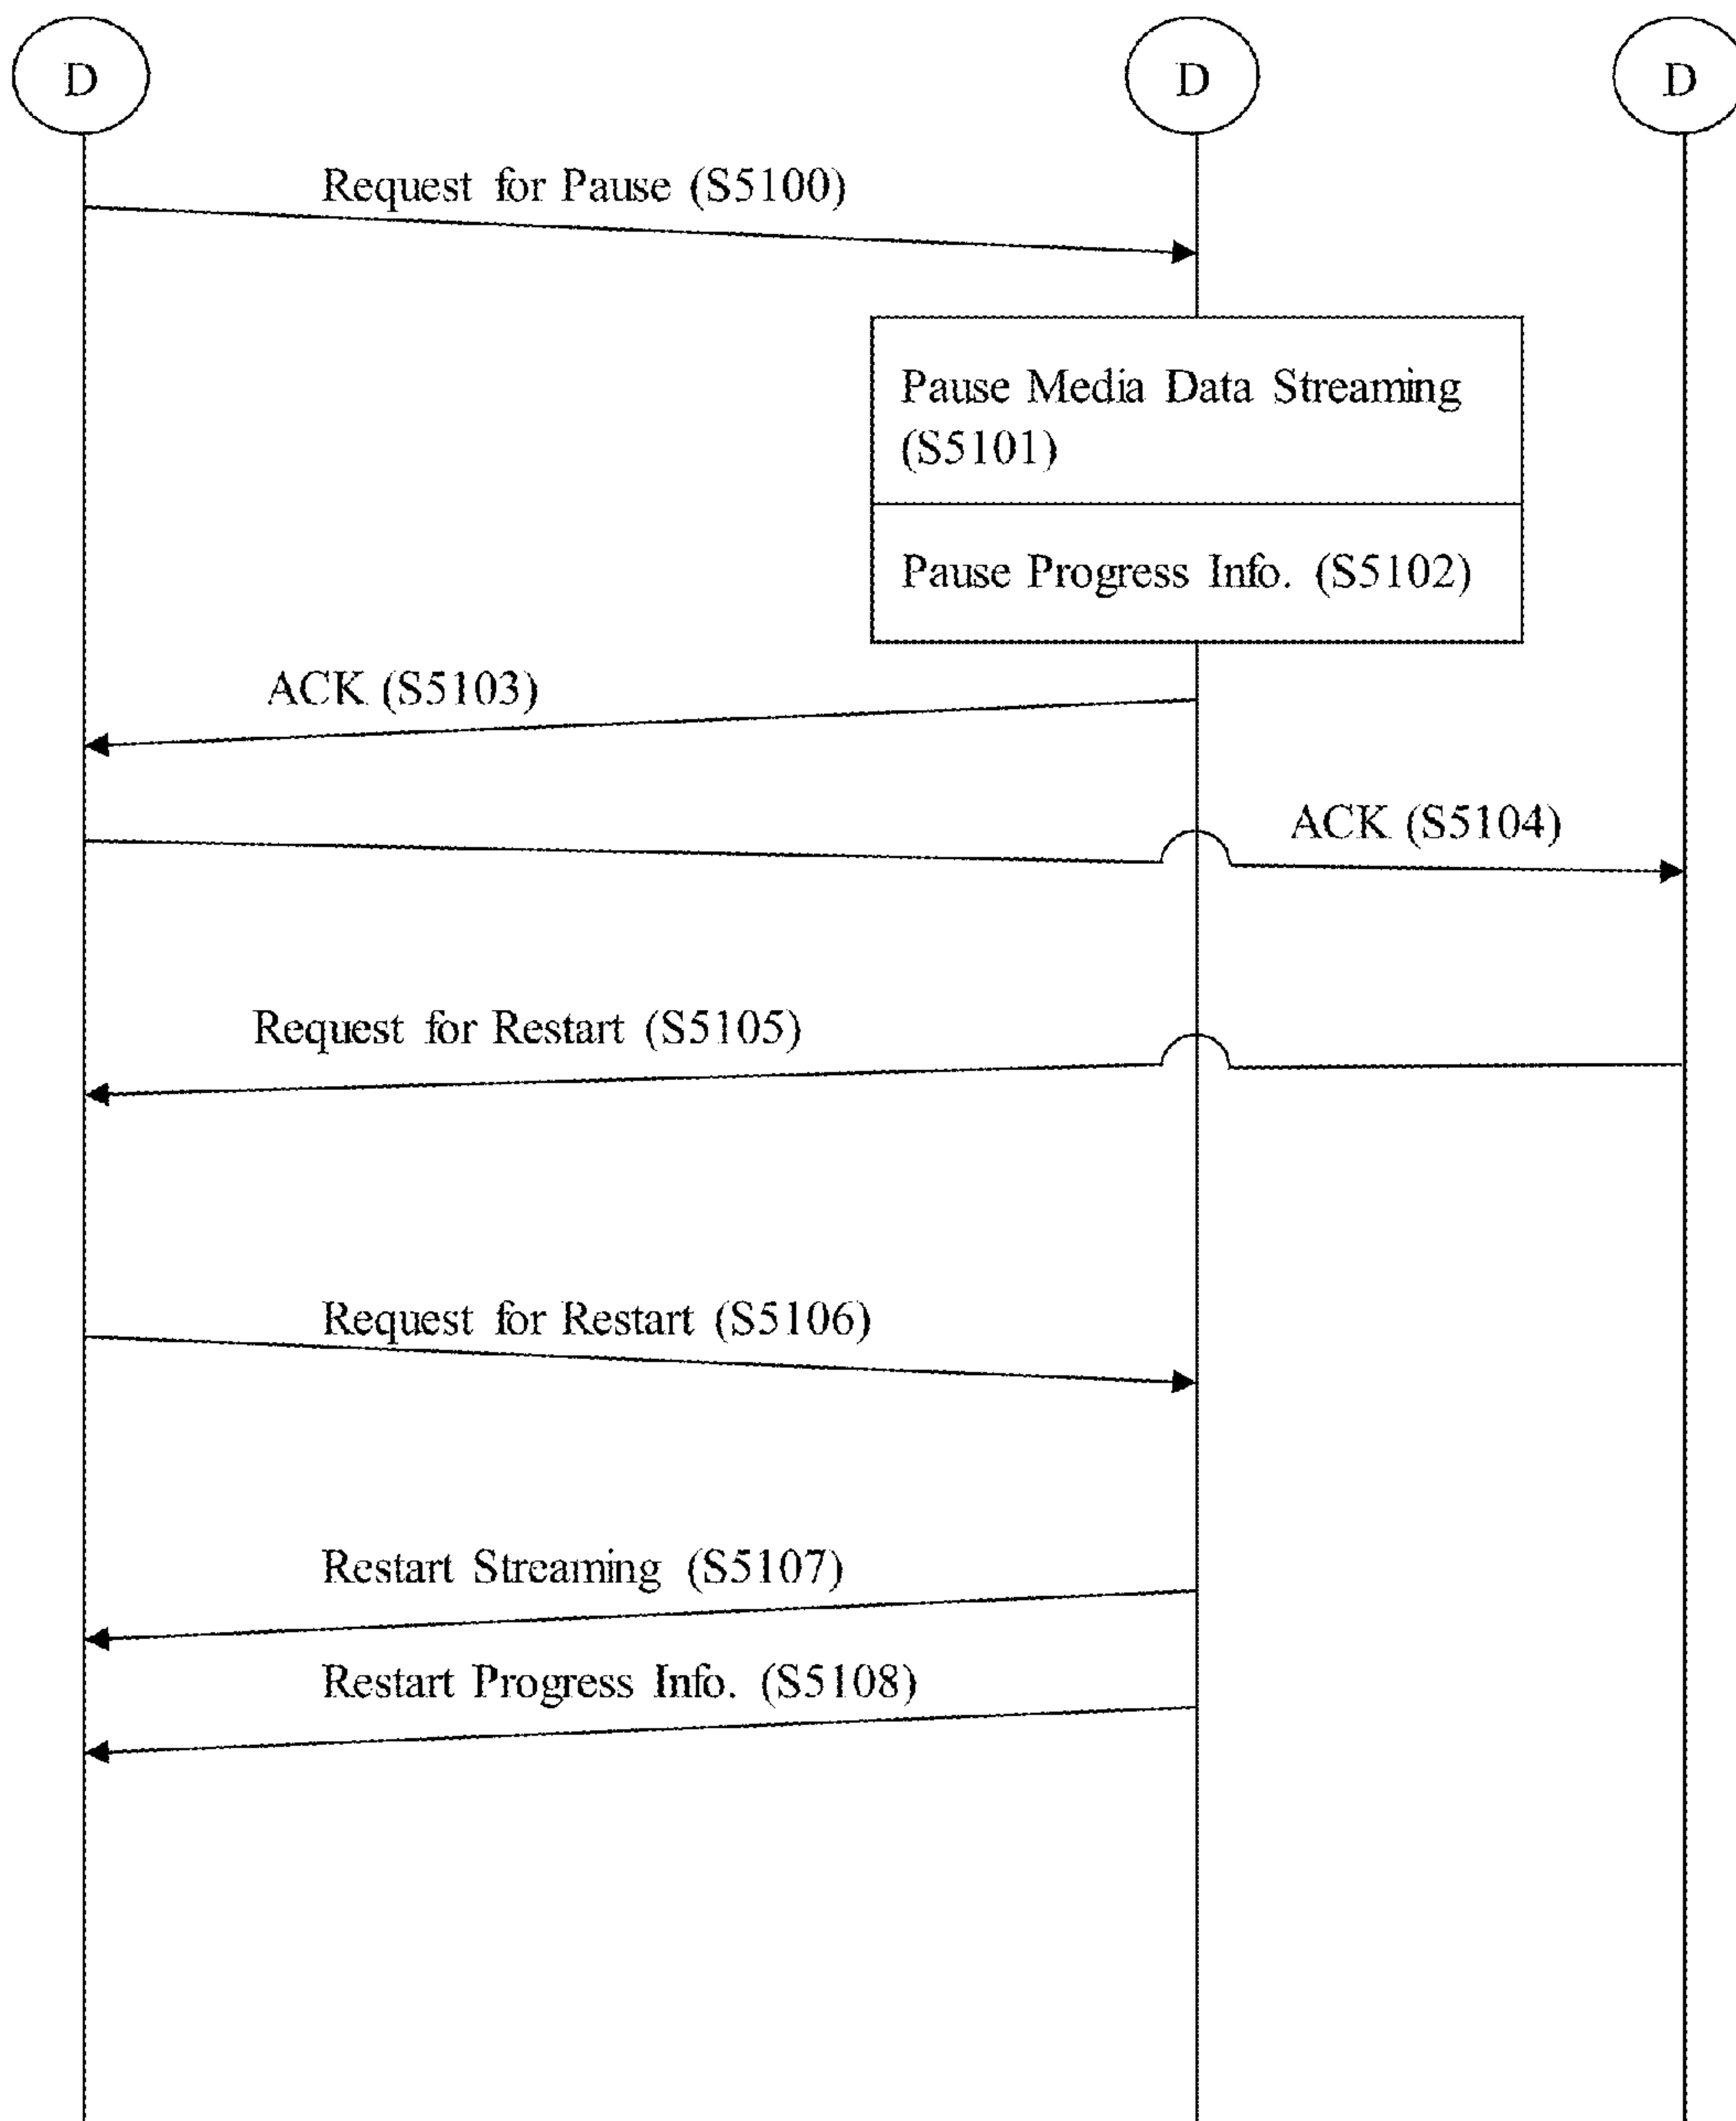 D D D
Request for Pause (S5100)
Pause Media Data Streaming
(S5101)
Pause Progress Info. (S5102)
ACK (S5103)
ACK (S5104)
Request for Restart (S5105)
Request for Restart (S5106)
Restart Streaming (S5107)
Restart Progress Info. (S5108)